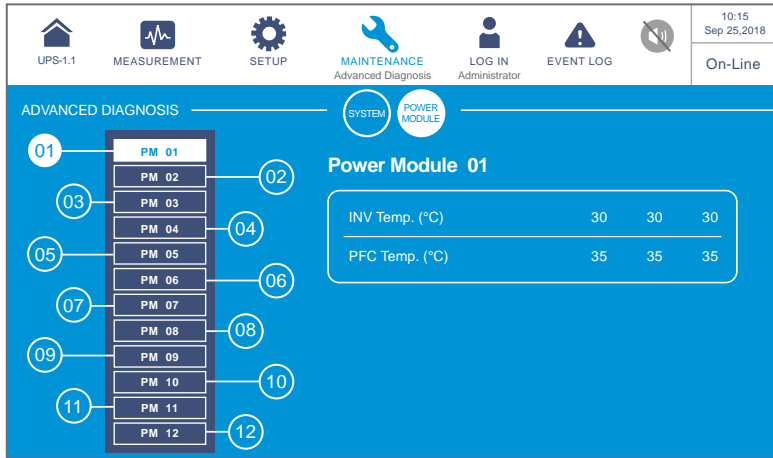 UPS-1.1
MEASUREMENT
SETUP
MAINTENANCE
Advanced Diagnosis
LOG IN
Administrator
EVENT LOG
10:15
Sep 25,2018
On-Line
ADVANCED DIAGNOSIS
SYSTEM
POWER
MODULE
01
PM 01
PM 02
02
03
PM 03
PM 04
04
05
PM 05
PM 06
06
07
PM 07
PM 08
08
09
PM 09
PM 10
10
11
PM 11
PM 12
12
Power Module 01
INV Temp. (°C) 30 30 30
PFC Temp. (°C) 35 35 35